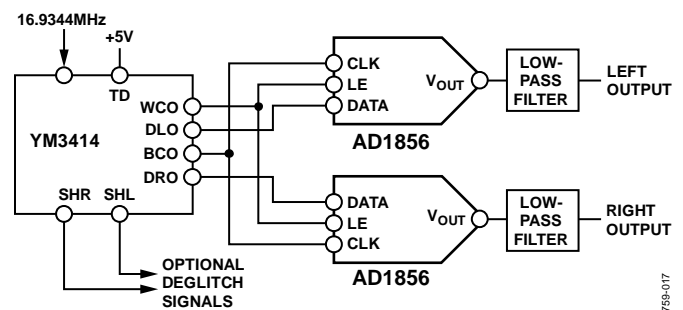 16.9344MHz
+5V
TD
YM3414
WCO
DLO
BCO
DRO
SHR SHL
OPTIONAL
DEGLITCH
SIGNALS
CLK
LE
DATA
VOUT
AD1856
LOW-
PASS
FILTER
LEFT
OUTPUT
DATA
LE
CLK
VOUT
AD1856
LOW-
PASS
FILTER
RIGHT
OUTPUT
759-017